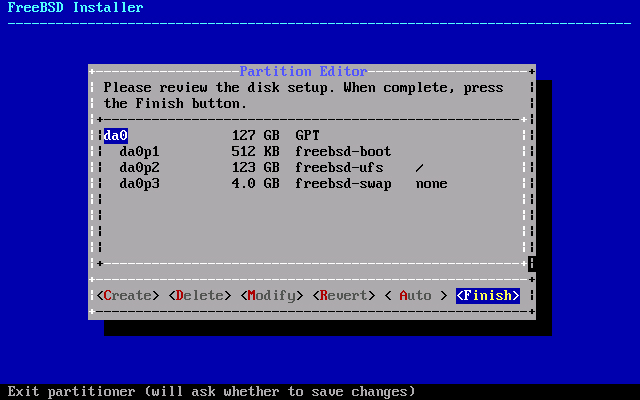 FreeBSD Installer
Partition Editor
Please review the disk setup. When complete, press
the Finish button.
da0 127 GB GPT
da0p1 512 KB freebsd-boot
da0p2 123 GB freebsd-ufs /
da0p3 4.0 GB freebsd-swap none
<Create> <Delete> <Modify> <Revert> < Auto > <Finish>
Exit partitioner (will ask whether to save changes)